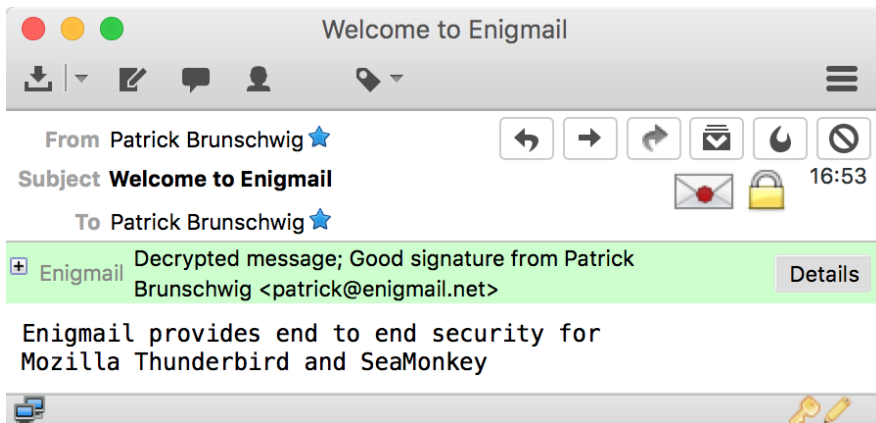 Welcome to Enigmail
From Patrick Brunschwig
Subject Welcome to Enigmail
16:53
To Patrick Brunschwig
Enigmail Decrypted message; Good signature from Patrick
Brunschwig <patrick@enigmail.net>
Details
Enigmail provides end to end security for
Mozilla Thunderbird and SeaMonkey